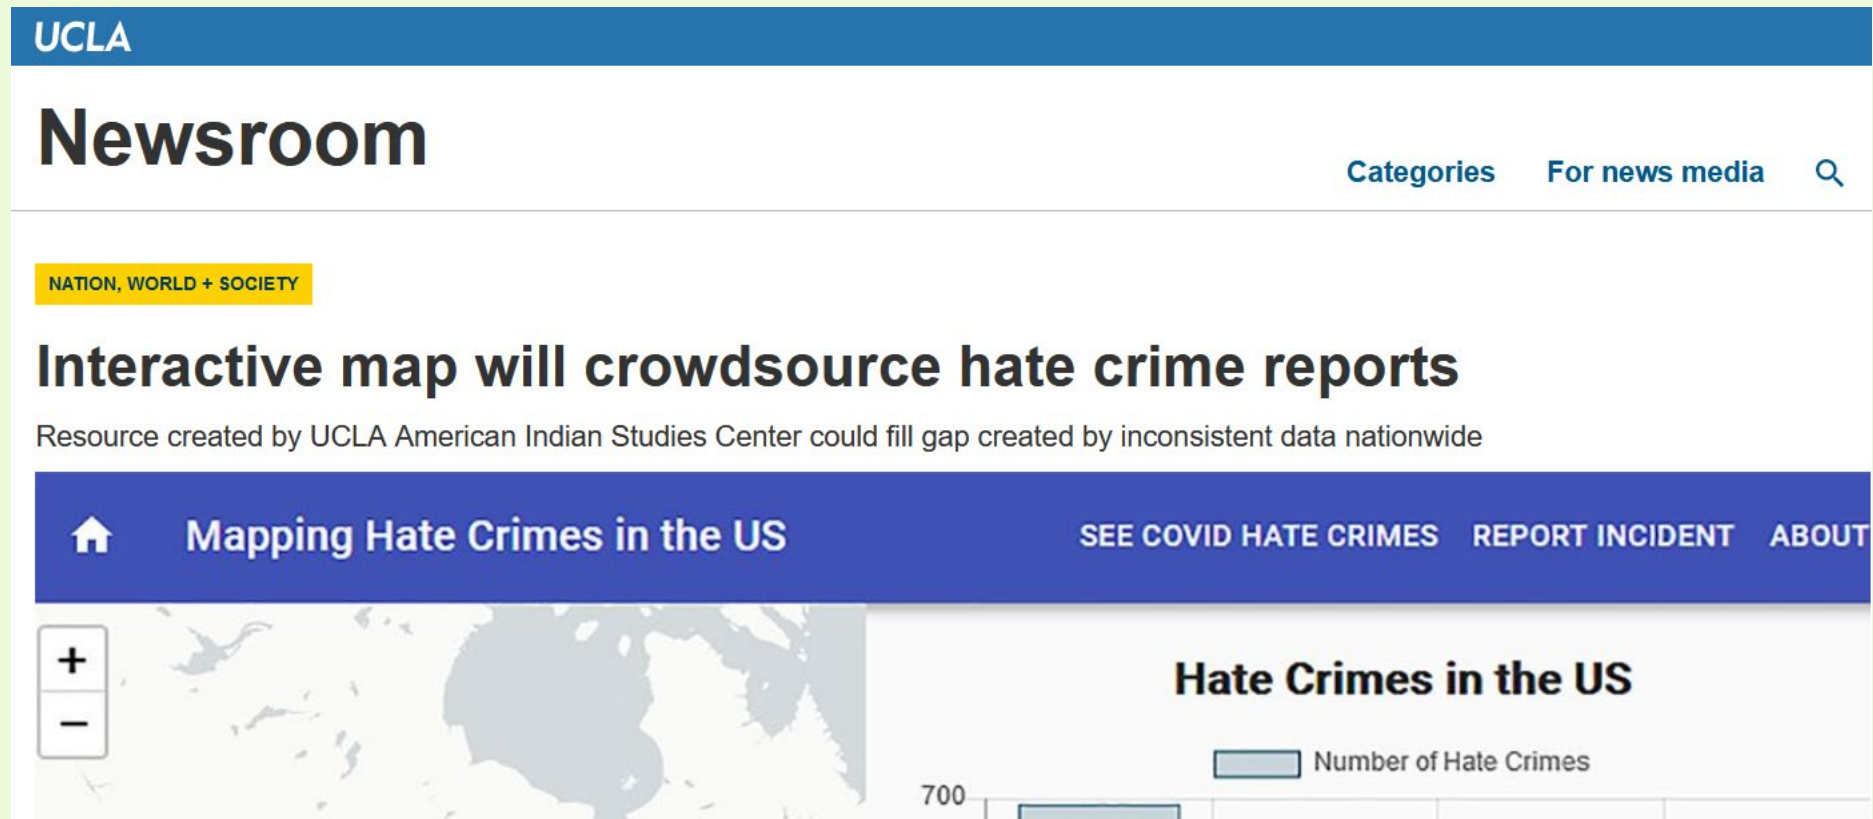 UCLA
Newsroom
Categories For news media
NATION, WORLD + SOCIETY
Interactive map will crowdsource hate crime reports
Resource created by UCLA American Indian Studies Center could fill gap created by inconsistent data nationwide
Mapping Hate Crimes in the US SEE COVID HATE CRIMES REPORT INCIDENT ABOUT
+
−
Hate Crimes in the US
Number of Hate Crimes
700